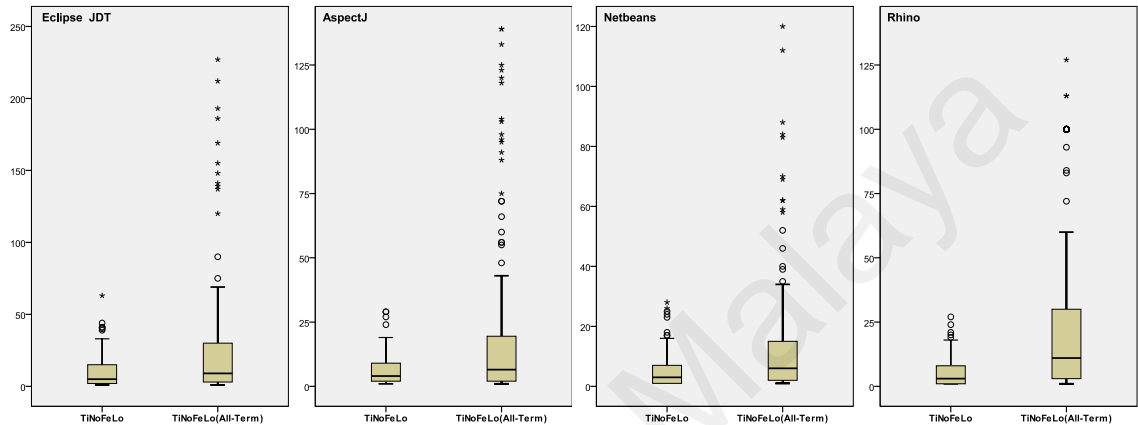 Eclipse JDT
250
200
150
100
50
0
TiNoFeLo TiNoFeLo(All-Term)
AspectJ
125
100
75
50
25
0
TiNoFeLo TiNoFeLo(All-Term)
Netbeans
120
100
80
60
40
20
0
TiNoFeLo TiNoFeLo(All-Term)
Rhino
125
100
75
50
25
0
TiNoFeLo TiNoFeLo(All-Term)
Malaya